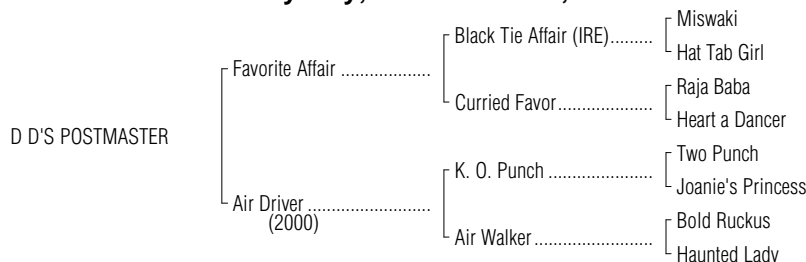 Miswaki
Black Tie Affair (IRE).........
Hat Tab Girl
Favorite Affair ....................
Raja Baba
Curried Favor.....................
Heart a Dancer
D D'S POSTMASTER
Two Punch
K. O. Punch .......................
Joanie's Princess
Air Driver ...........................
(2000)
Bold Ruckus
Air Walker..........................
Haunted Lady